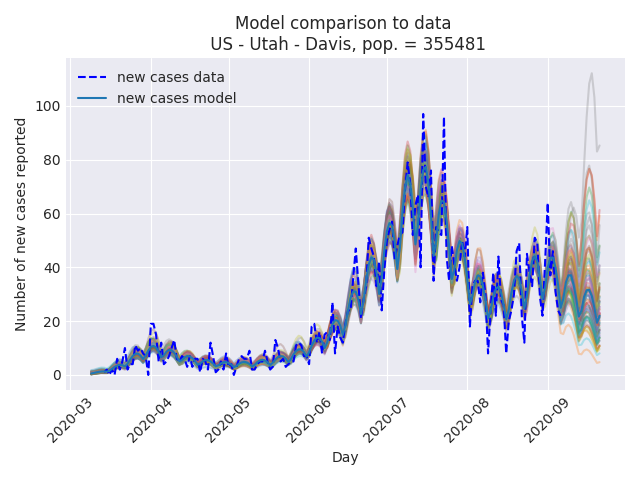 Model comparison to data
US - Utah - Davis, pop. = 355481
new cases data
new cases model
Number of new cases reported
100
80
60
40
20
0
2020-03
2020-04
2020-05
2020-06
2020-07
2020-08
2020-09
Day